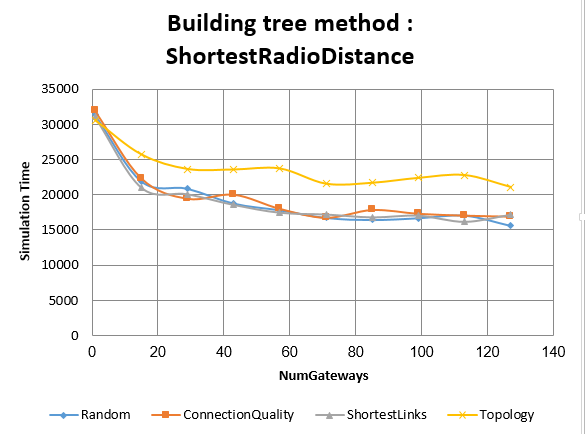 Building tree method :
ShortestRadioDistance
35000
30000
25000
20000
15000
10000
5000
0
Simulation Time
0 20 40 60 80 100 120 140
NumGateways
Random ConnectionQuality ShortestLinks Topology